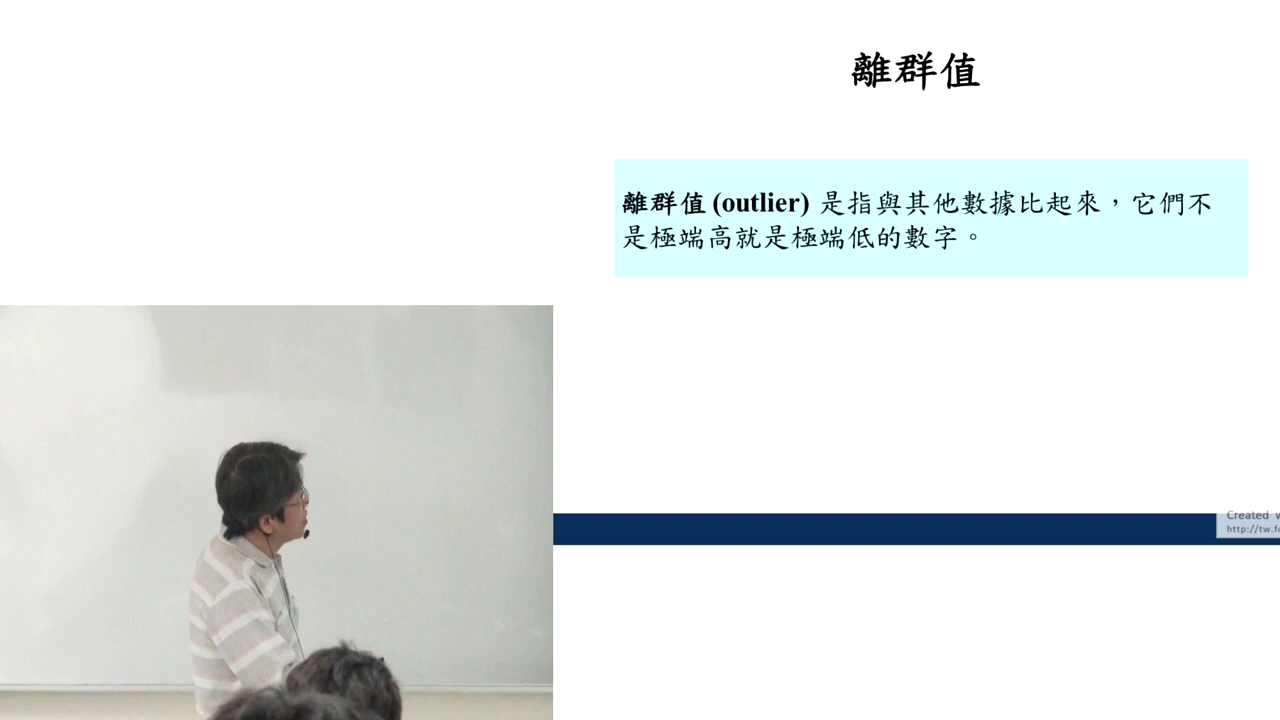 離群值
離群值 (outlier) 是指與其他數據比起來，它們不
是極端高就是極端低的數字。
Created
http://tw.fo